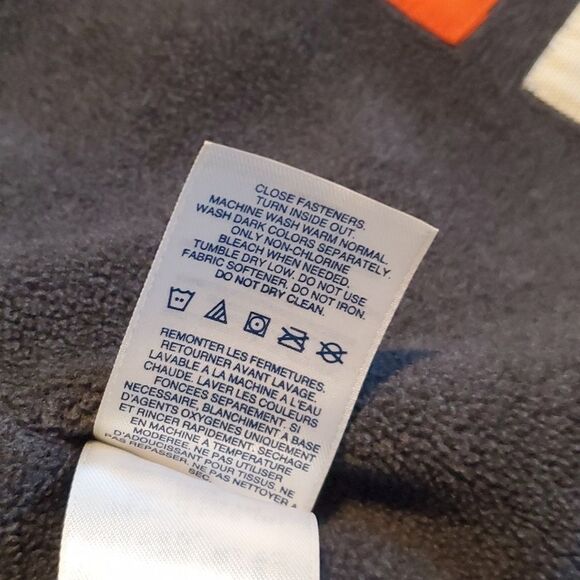 CLOSE FASTENERS.
TURN INSIDE OUT.
MACHINE WASH WARM NORMAL.
WASH DARK COLORS SEPARATELY.
ONLY NON-CHLORINE
BLEACH WHEN NEEDED.
TUMBLE DRY LOW. DO NOT USE
FABRIC SOFTENER, DO NOT IRON.
DO NOT DRY CLEAN.
REMONTER LES FERMETURES.
RETOURNER AVANT LAVAGE.
LAVABLE A LA MACHINE A L'EAU
CHAUDE. LAVER LES COULEURS
FONCÉES SEPAREMENT. SI
NECESSAIRE, BLANCHIMENT A BASE
D'AGENTS OXYGENES UNIQUEMENT
ET RINCER RAPIDEMENT. SECHAGE
EN MACHINE A TEMPERATURE
MODEREE. NE PAS UTILISER
D'ADOUCISSANT POUR TISSUS. NE
PAS REPASSER, NE PAS NETTOYER A
SEC.